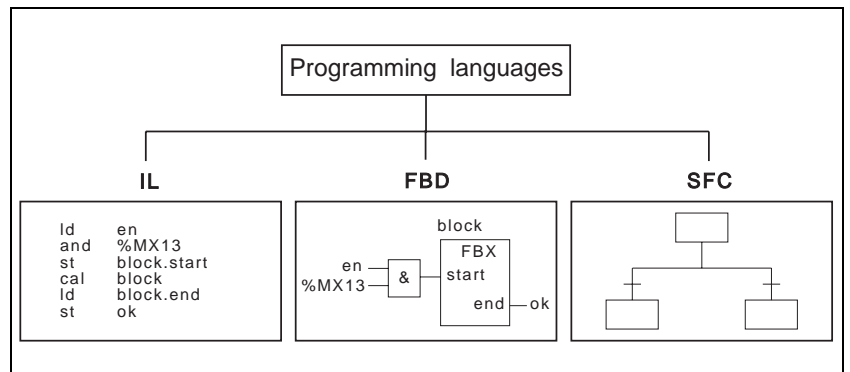 Programming languages
IL
FBD
SFC
ld en
and %MX13
st block.start
cal block
ld block.end
st ok
block
FBX
en
%MX13
&
start
end
ok